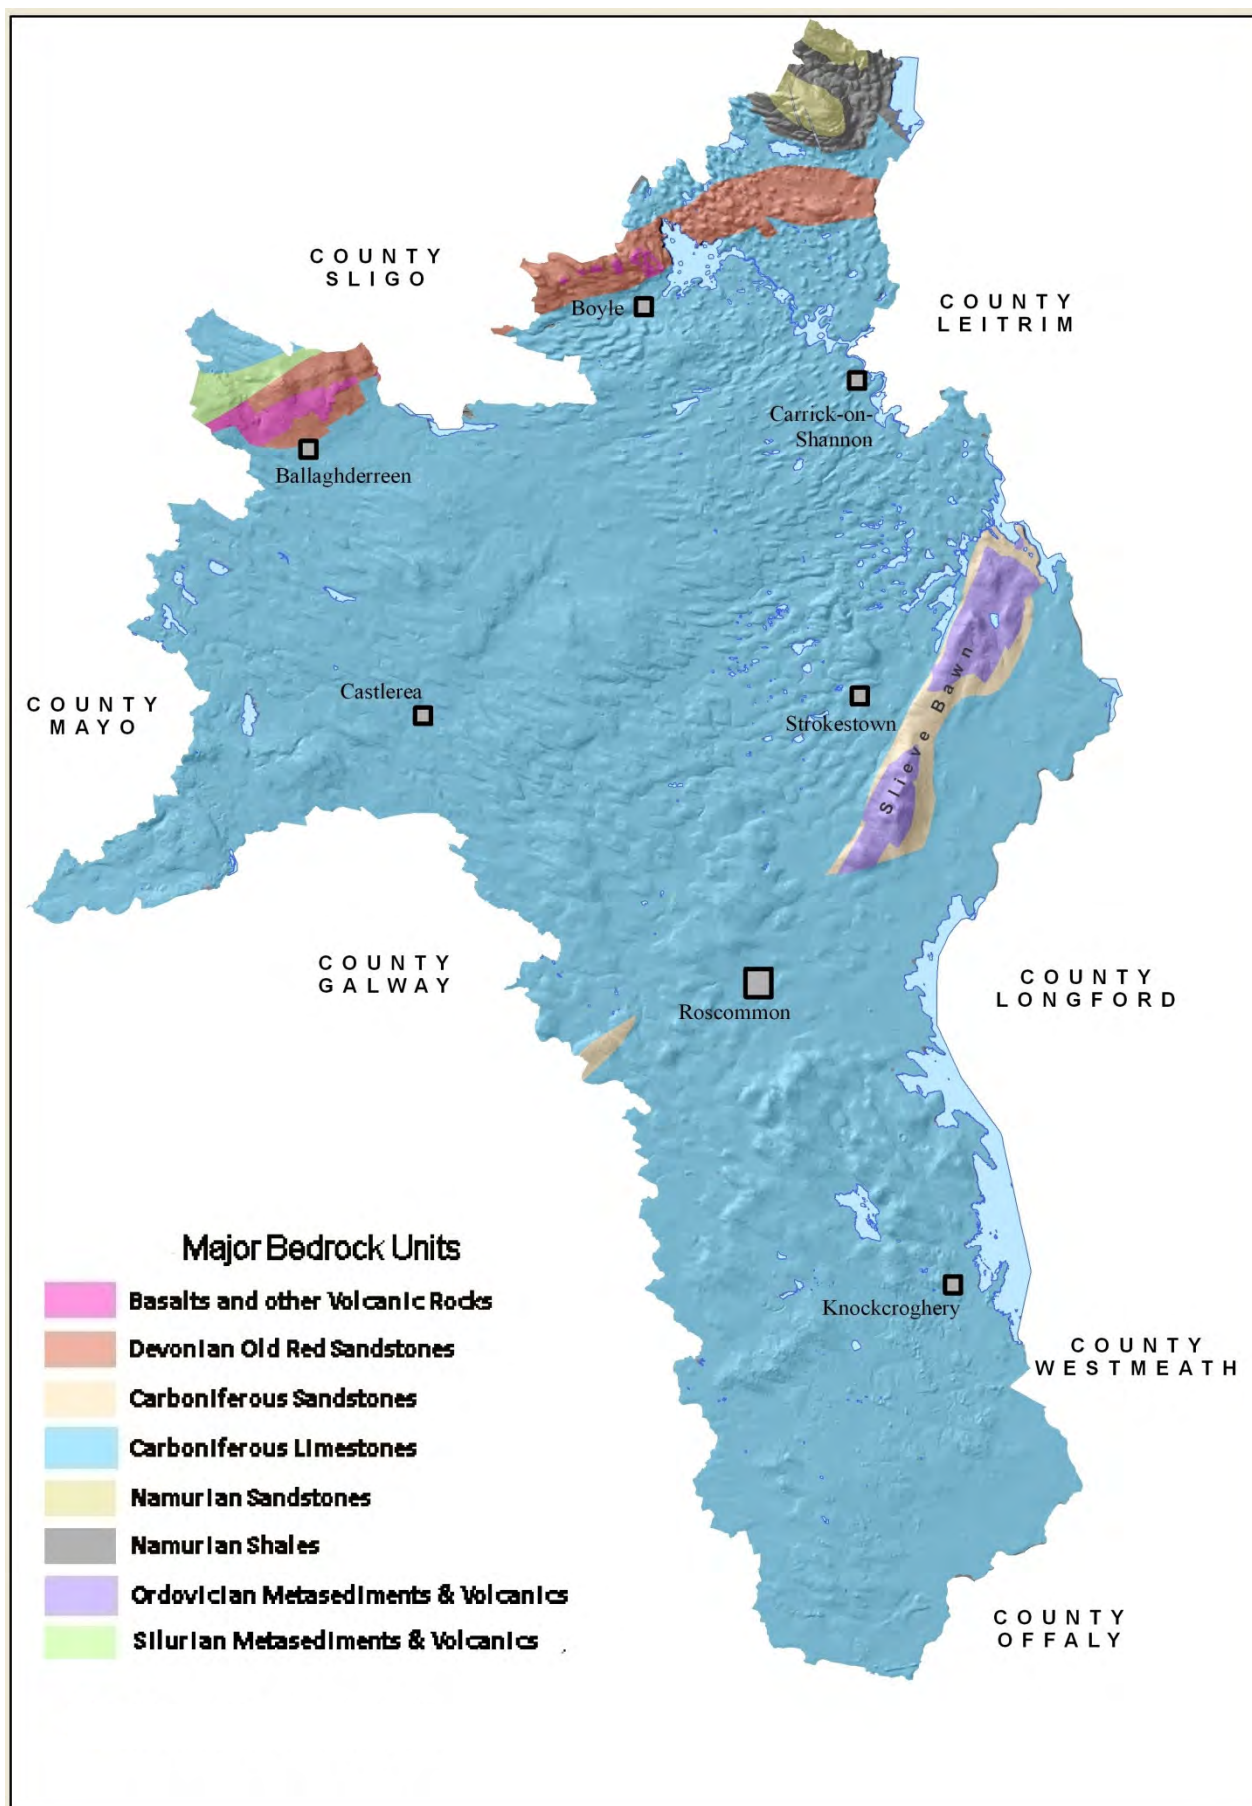 COUNTY
SLIGO
Boyle
COUNTY
LEITRIM
Carrick-on-
Shannon
Ballaghderreen
Slieve Bawn
Castlerea
COUNTY
MAYO
Strokestown
COUNTY
GALWAY
Roscommon
COUNTY
LONGFORD
Major Bedrock Units
Basalts and other Volcanic Rocks
Devonian Old Red Sandstones
Carboniferous Sandstones
Carboniferous Limestones
Namurian Sandstones
Namurian Shales
Ordovician Metasediments & Volcanics
Silurian Metasediments & Volcanics
Knockcroghery
COUNTY
WESTMEATH
COUNTY
OFFALY